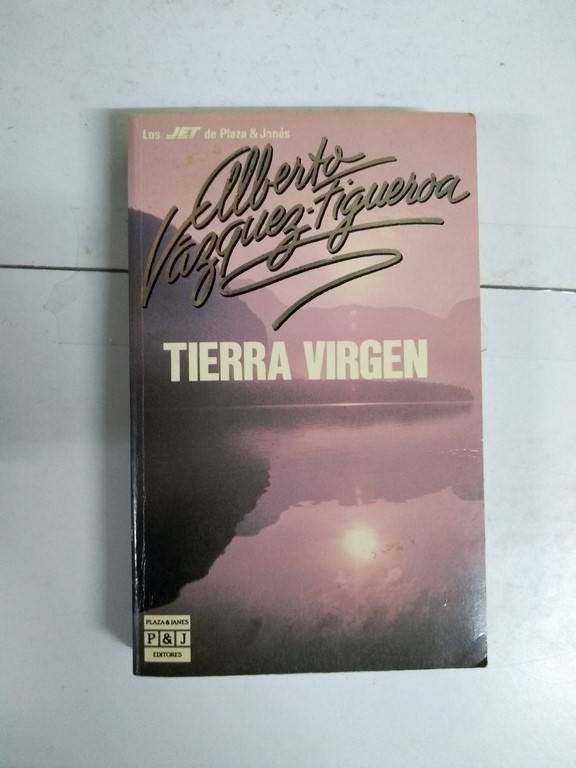 Los JET de Plaza & Janés
Alberto
Vázquez-Figueroa
TIERRA VIRGEN
PLAZA & JANES
P & J
EDITORES